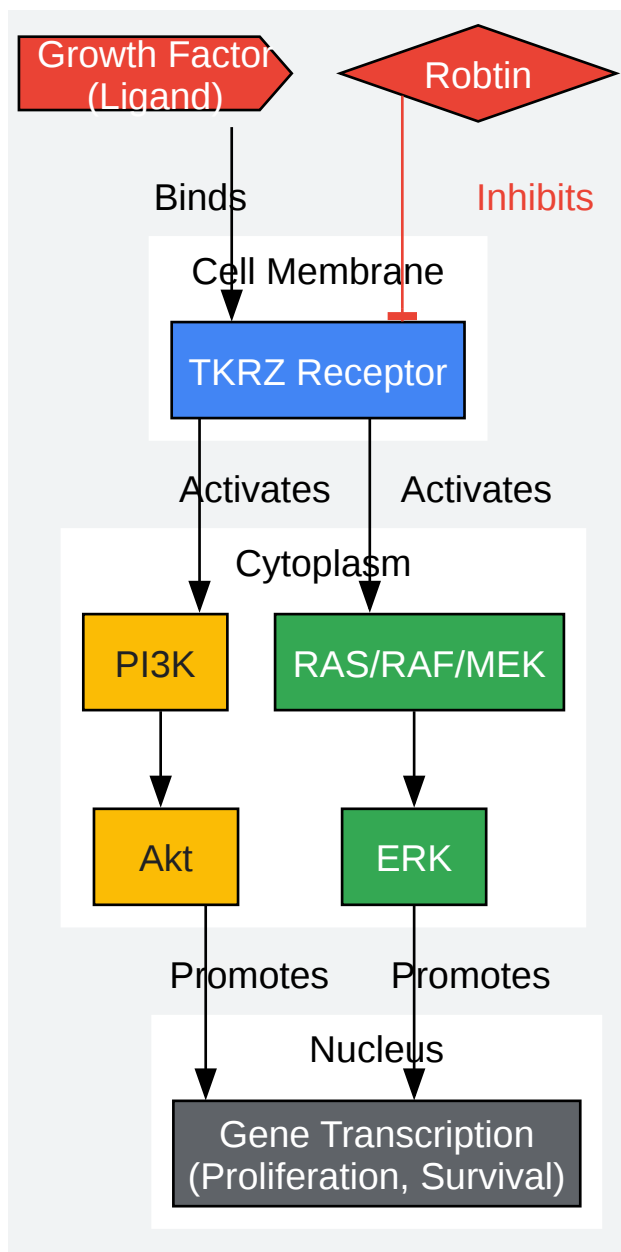 Growth Factor
(Ligand)
Robtin
Binds
Inhibits
Cell Membrane
TKRZ Receptor
Activates
Activates
Cytoplasm
PI3K
RAS/RAF/MEK
Akt
ERK
Promotes
Promotes
Nucleus
Gene Transcription
(Proliferation, Survival)